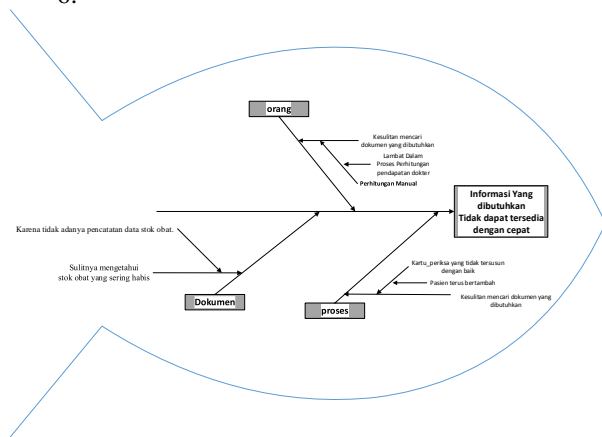 orang
Kesulitan mencari
dokumen yang dibutuhkan
Lambat Dalam
Proses Perhitungan
pendapatan dokter
Perhitungan Manual
Informasi Yang
dibutuhkan
Tidak dapat tersedia
dengan cepat
Karena tidak adanya pencatatan data stok obat.
Sulitnya mengetahui
stok obat yang sering habis
Dokumen
Kartu_periksa yang tidak tersusun
dengan baik
Pasien terus bertambah
Kesulitan mencari dokumen yang
dibutuhkan
proses